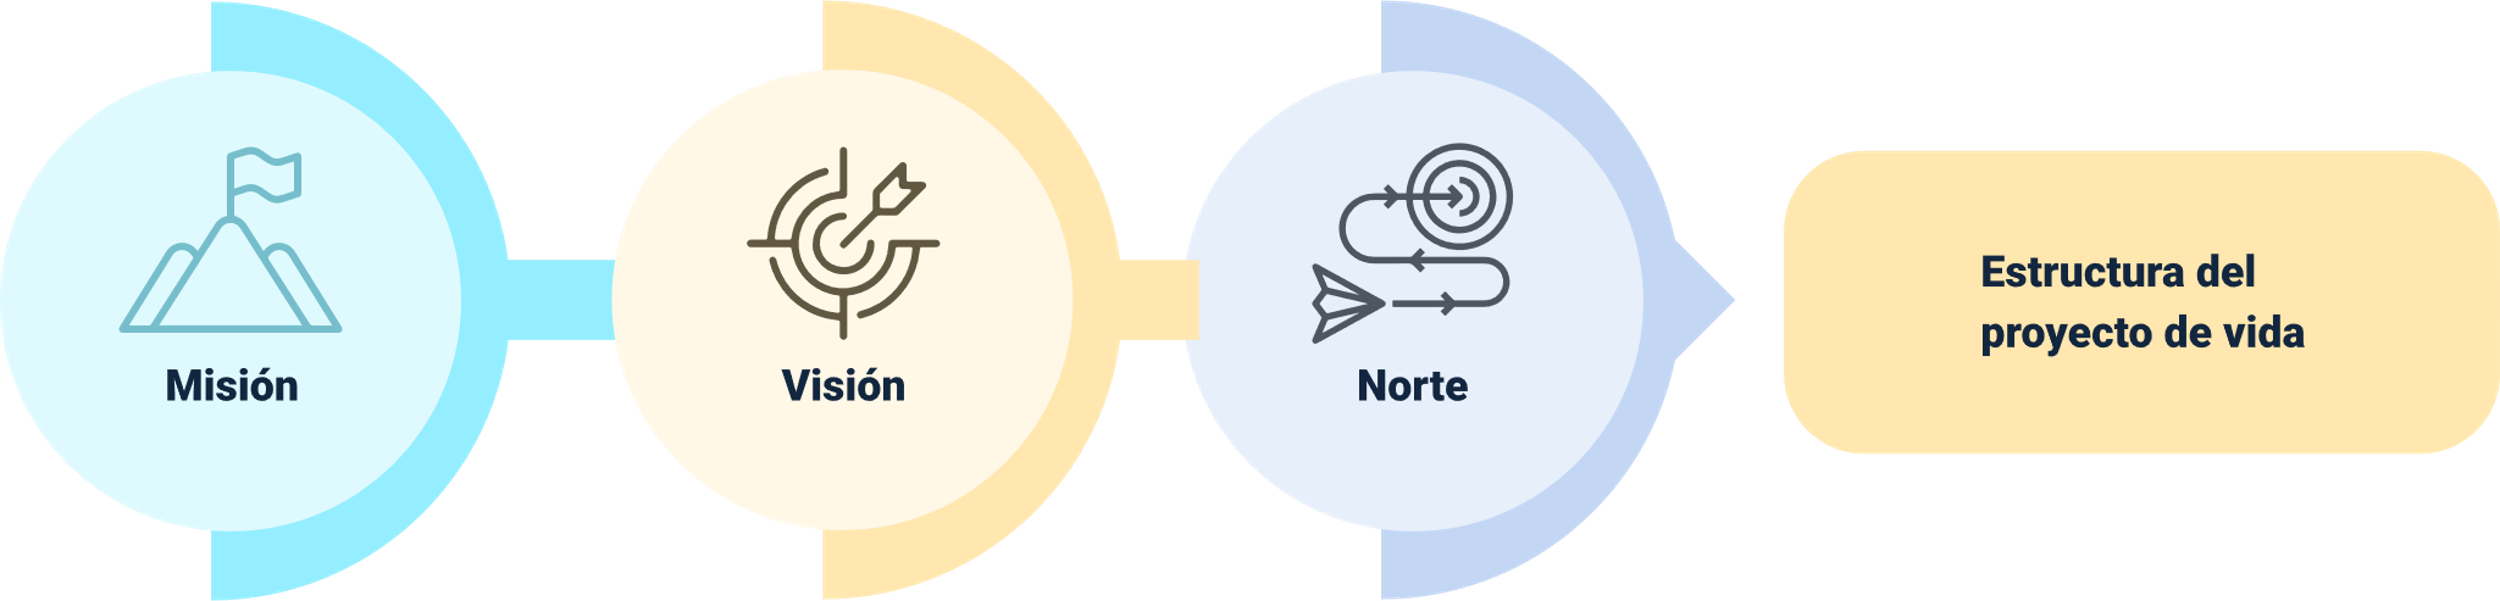 Misión
Visión
Norte
Estructura del
proyecto de vida